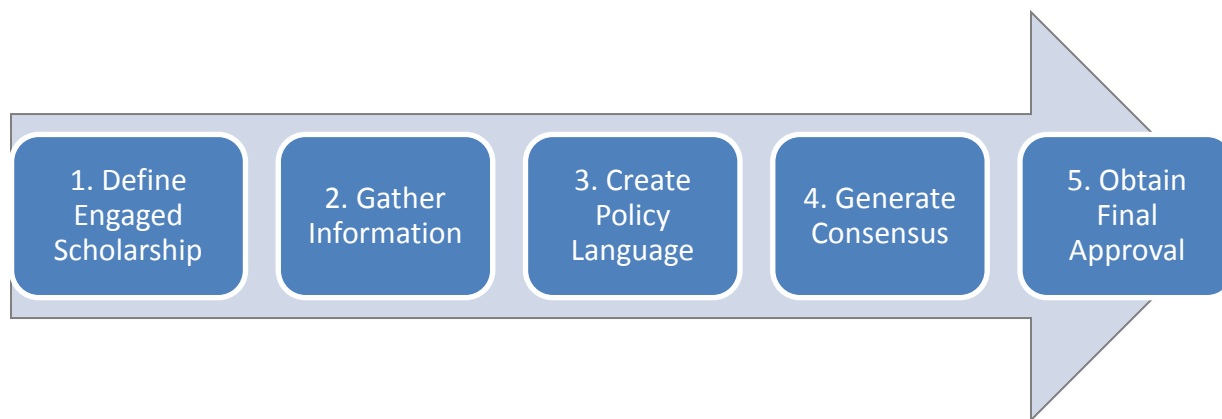 1. Define
Engaged
Scholarship
2. Gather
Information
3. Create
Policy
Language
4. Generate
Consensus
5. Obtain
Final
Approval